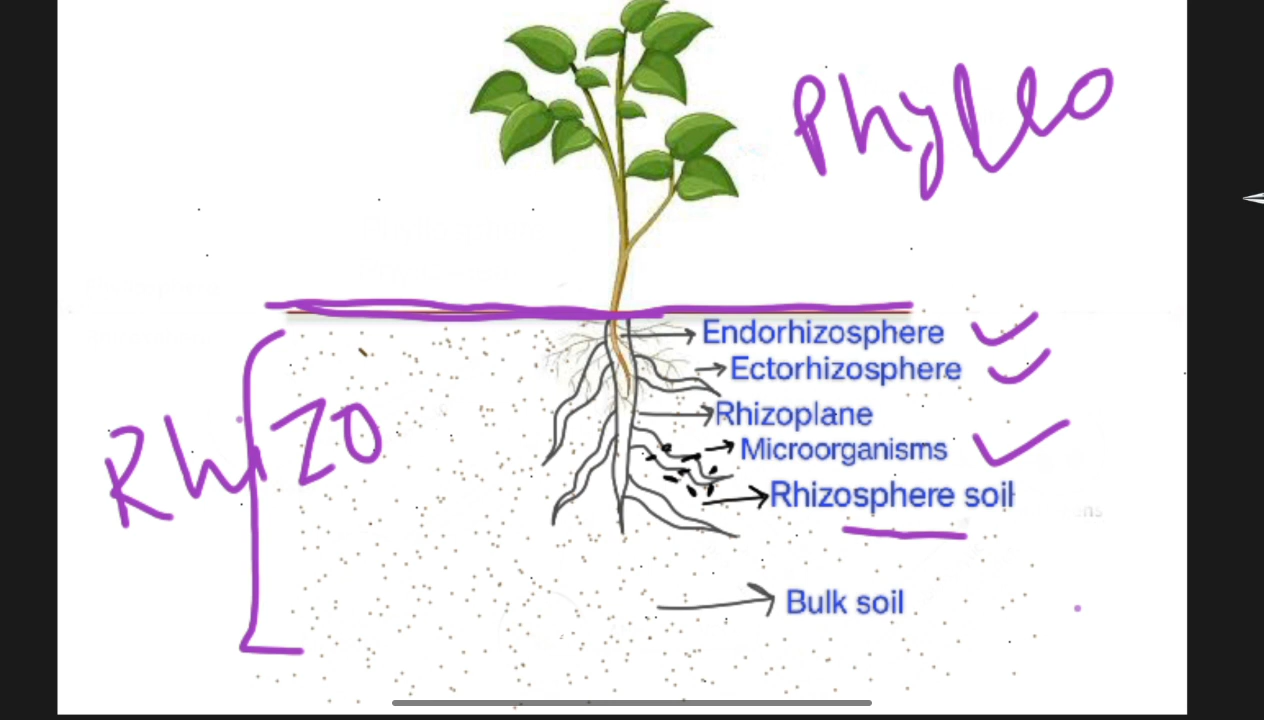 Phyllo
Endorhizosphere
Ectorhizosphere
Rhizo
Rhizoplane
Microorganisms
Rhizosphere soil
Bulk soil